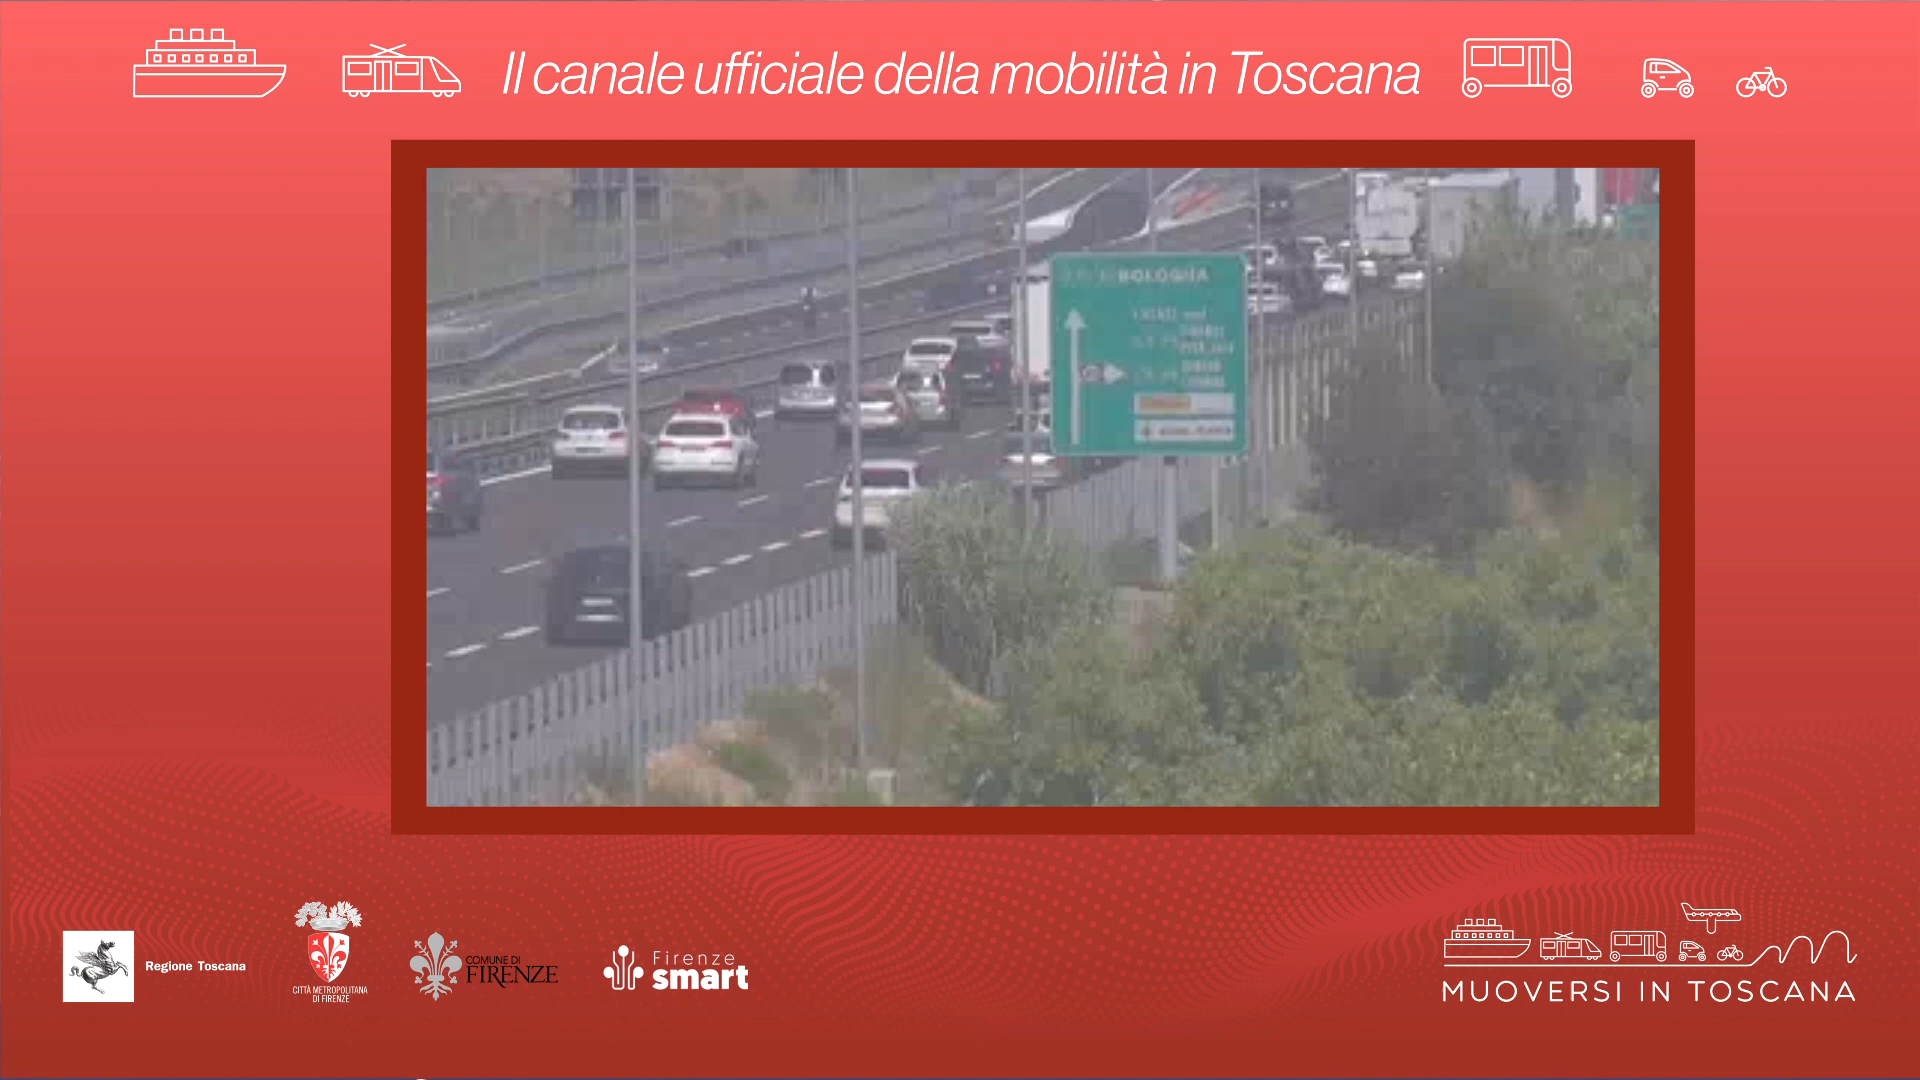 Il canale ufficiale della mobilità in Toscana
BOLOGNA
Regione Toscana
CITTÀ METROPOLITANA
DI FIRENZE
COMUNE DI
FIRENZE
Firenze
smart
MUOVERSI IN TOSCANA